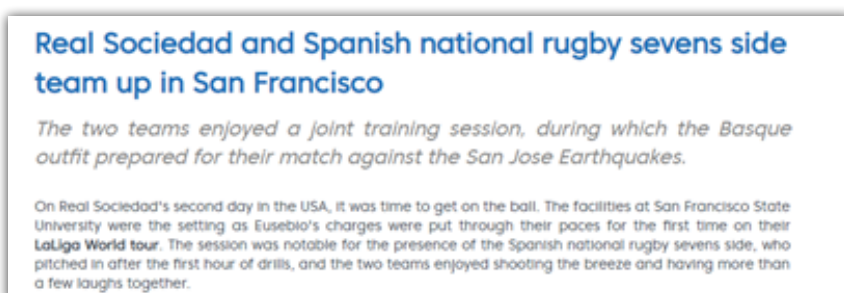 Real Sociedad and Spanish national rugby sevens side
team up in San Francisco
The two teams enjoyed a joint training session, during which the Basque
outfit prepared for their match against the San Jose Earthquakes.
On Real Sociedad's second day in the USA, it was time to get on the ball. The facilities at San Francisco State
University were the setting as Eusebio's charges were put through their paces for the first time on their
LaLiga World tour. The session was notable for the presence of the Spanish national rugby sevens side, who
pitched in after the first hour of drills, and the two teams enjoyed shooting the breeze and having more than
a few laughs together.